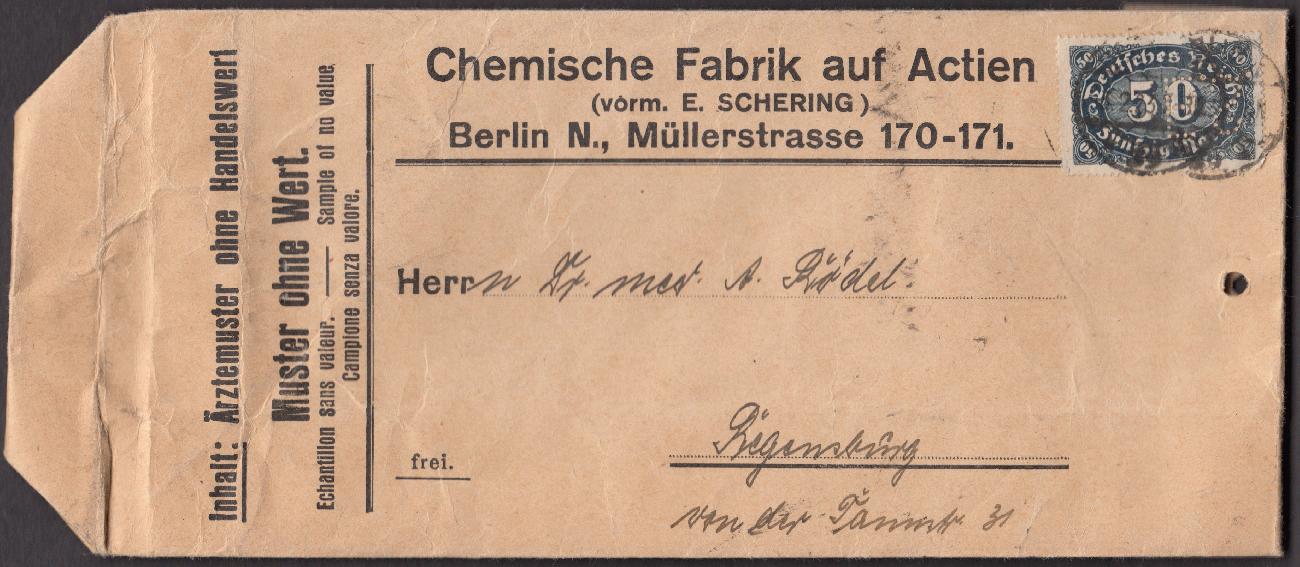 Chemische Fabrik auf Actien
(vorm. E. SCHERING)
Berlin N., Müllerstrasse 170-171.
Deutsches Reich
50
50
50
Inhalt: Ärztemuster ohne Handelswert
Muster ohne Wert.
Echantillon sans valeur. — Sample of no value,
Campione senza valore.
Herrn Dr. med. A. Rödel.
Regensburg
frei.
von der Tannstr. 31